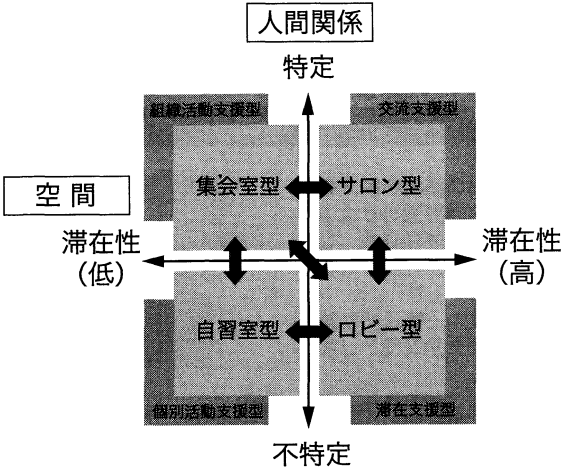 人間関係
特定
組織活動支援型
交流支援型
集会室型
サロン型
空間
滞在性
(低)
滞在性
(高)
自習室型
ロビー型
個別活動支援型
滞在支援型
不特定